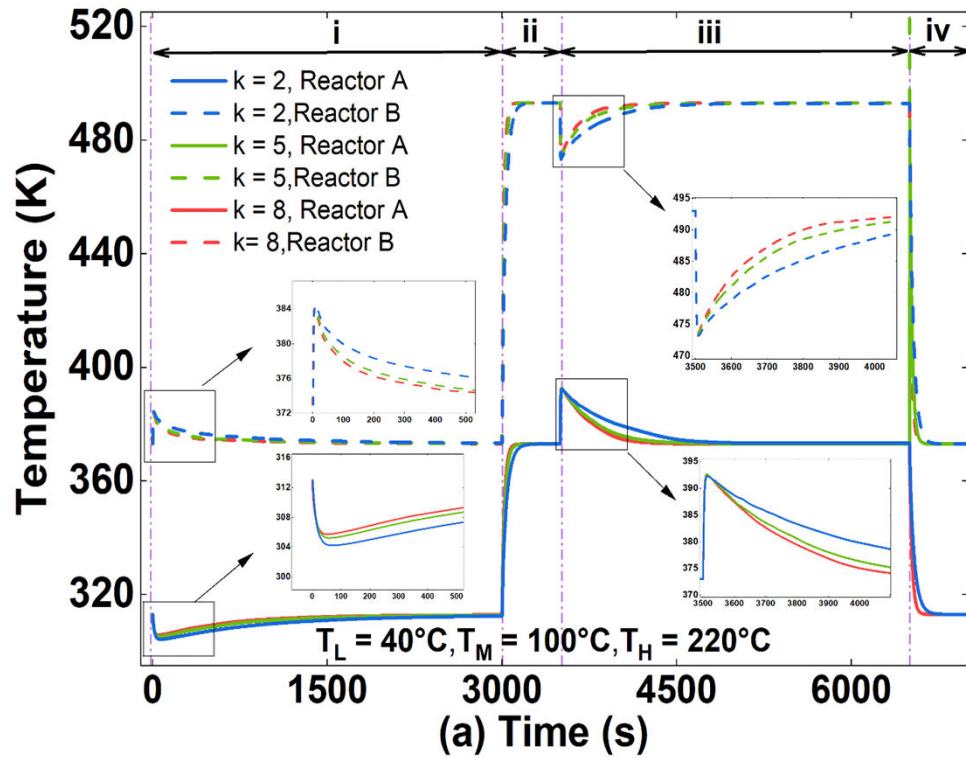 i ii iii iv
k = 2, Reactor A
k = 2,Reactor B
k = 5, Reactor A
k = 5,Reactor B
k = 8, Reactor A
k= 8,Reactor B
Temperature (K)
520
480
440
400
360
320
384
380
376
372
0 100 200 300 400 500
316
313
312
308
304
300
0 100 200 300 400 500
495
490
485
480
475
470
3500 3600 3700 3800 3900 4000
395
390
385
380
375
370
3500 3600 3700 3800 3900 4000
T_L = 40°C,T_M = 100°C,T_H = 220°C
0 1500 3000 4500 6000
(a) Time (s)